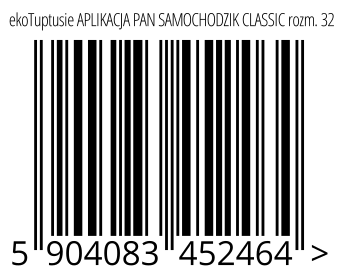 ekoTuptusie APLIKACJA PAN SAMOCHODZIK CLASSIC rozm. 32
5 904083 452464 >